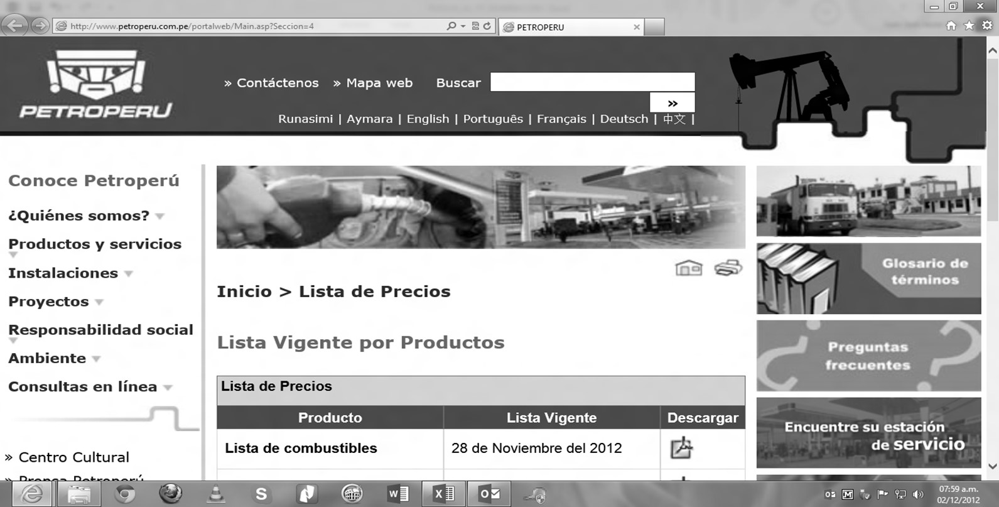 http://www.petroperu.com.pe/portalweb/Main.asp?Seccion=4
PETROPERU
PETROPERU
» Contáctenos » Mapa web Buscar
»
Runasimi | Aymara | English | Português | Français | Deutsch | 中文 |
Conoce Petroperú
¿Quiénes somos?
Productos y servicios
Instalaciones
Proyectos
Responsabilidad social
Ambiente
Consultas en línea
» Centro Cultural
» Prensa Petroperú
Inicio > Lista de Precios
Lista Vigente por Productos
Lista de Precios
Producto Lista Vigente Descargar
Lista de combustibles 28 de Noviembre del 2012
Glosario de
términos
Preguntas
frecuentes
Encuentre su estación
de servicio
07:59 a.m.
02/12/2012